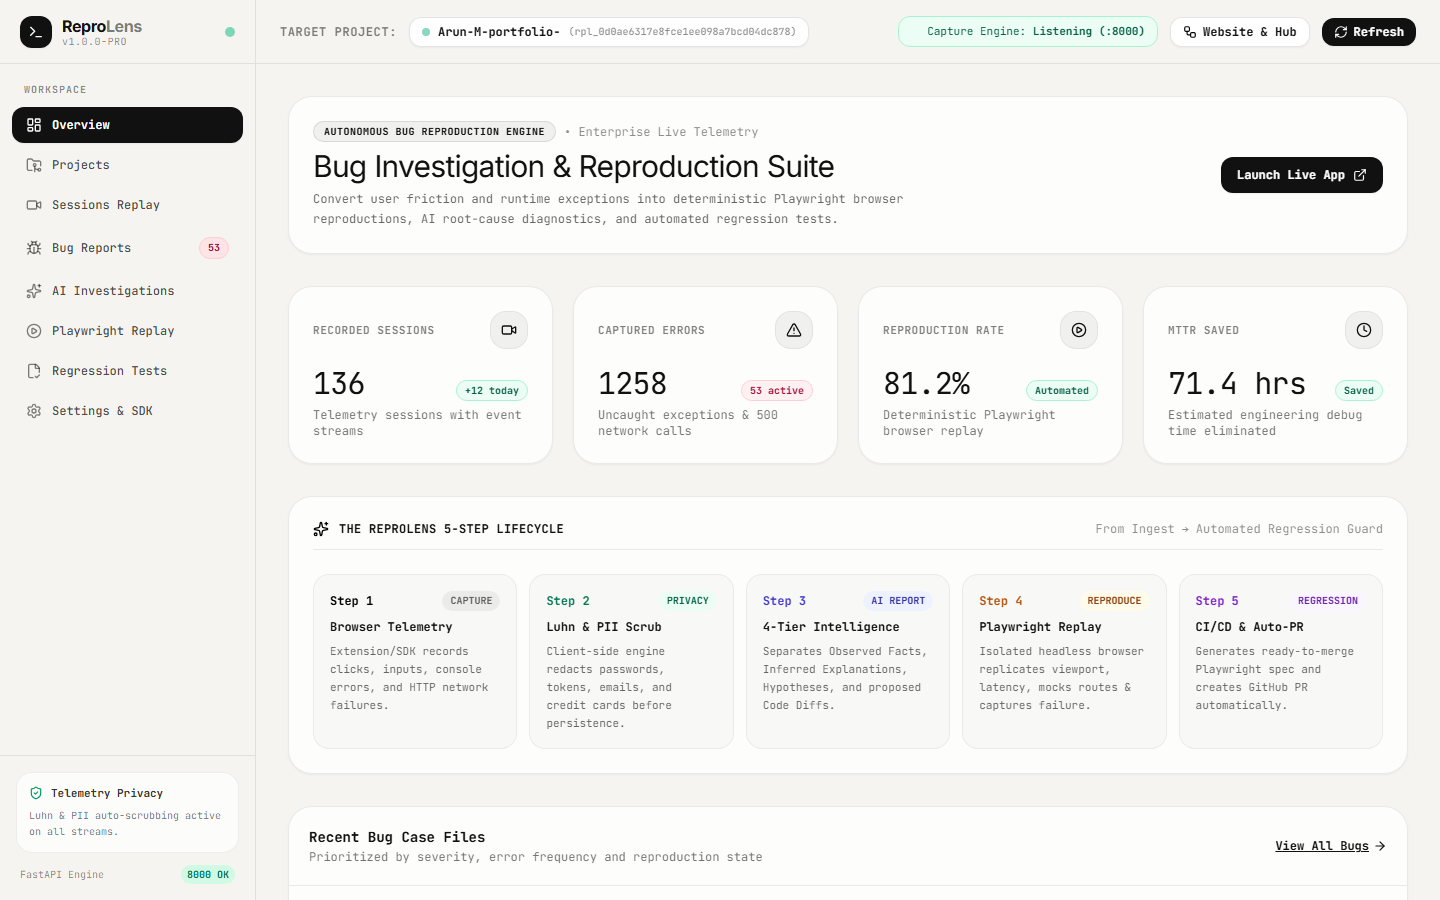 ReproLens
v1.0.0-PRO
TARGET PROJECT:
Arun-M-portfolio- (rpl_0d0ae6317e8fce1ee098a7bcd04dc878)
Capture Engine: Listening (:8000)
Website & Hub
Refresh
WORKSPACE
Overview
Projects
Sessions Replay
Bug Reports
53
AI Investigations
Playwright Replay
Regression Tests
Settings & SDK
Telemetry Privacy
Luhn & PII auto-scrubbing active
on all streams.
FastAPI Engine
8000 OK
AUTONOMOUS BUG REPRODUCTION ENGINE
• Enterprise Live Telemetry
Bug Investigation & Reproduction Suite
Convert user friction and runtime exceptions into deterministic Playwright browser
reproductions, AI root-cause diagnostics, and automated regression tests.
Launch Live App
RECORDED SESSIONS
136
+12 today
Telemetry sessions with event
streams
CAPTURED ERRORS
1258
53 active
Uncaught exceptions & 500
network calls
REPRODUCTION RATE
81.2%
Automated
Deterministic Playwright
browser replay
MTTR SAVED
71.4 hrs
Saved
Estimated engineering debug
time eliminated
THE REPROLENS 5-STEP LIFECYCLE
From Ingest → Automated Regression Guard
Step 1
CAPTURE
Browser Telemetry
Extension/SDK records
clicks, inputs, console
errors, and HTTP network
failures.
Step 2
PRIVACY
Luhn & PII Scrub
Client-side engine
redacts passwords,
tokens, emails, and
credit cards before
persistence.
Step 3
AI REPORT
4-Tier Intelligence
Separates Observed Facts,
Inferred Explanations,
Hypotheses, and proposed
Code Diffs.
Step 4
REPRODUCE
Playwright Replay
Isolated headless browser
replicates viewport,
latency, mocks routes &
captures failure.
Step 5
REGRESSION
CI/CD & Auto-PR
Generates ready-to-merge
Playwright spec and
creates GitHub PR
automatically.
Recent Bug Case Files
Prioritized by severity, error frequency and reproduction state
View All Bugs →